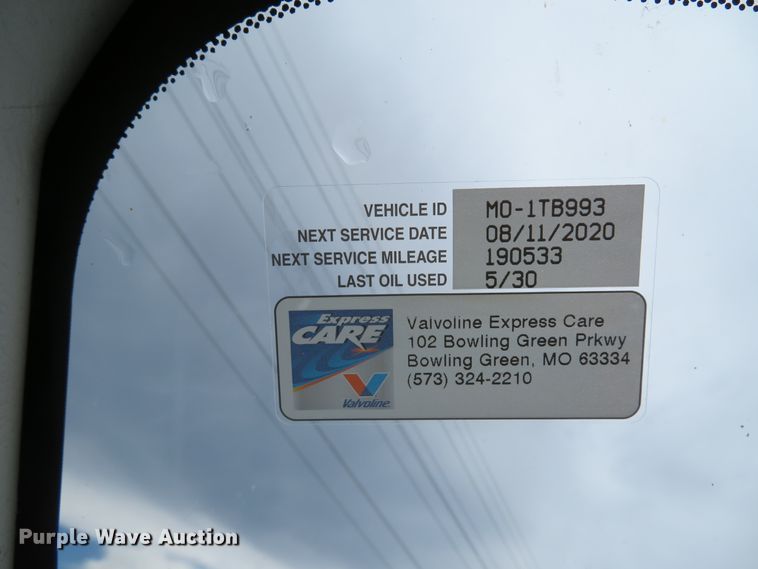 VEHICLE ID MO-1TB993
NEXT SERVICE DATE 08/11/2020
NEXT SERVICE MILEAGE 190533
LAST OIL USED 5/30
Express
CARE
Valvoline
Valvoline Express Care
102 Bowling Green Prkwy
Bowling Green, MO 63334
(573) 324-2210
Purple Wave Auction